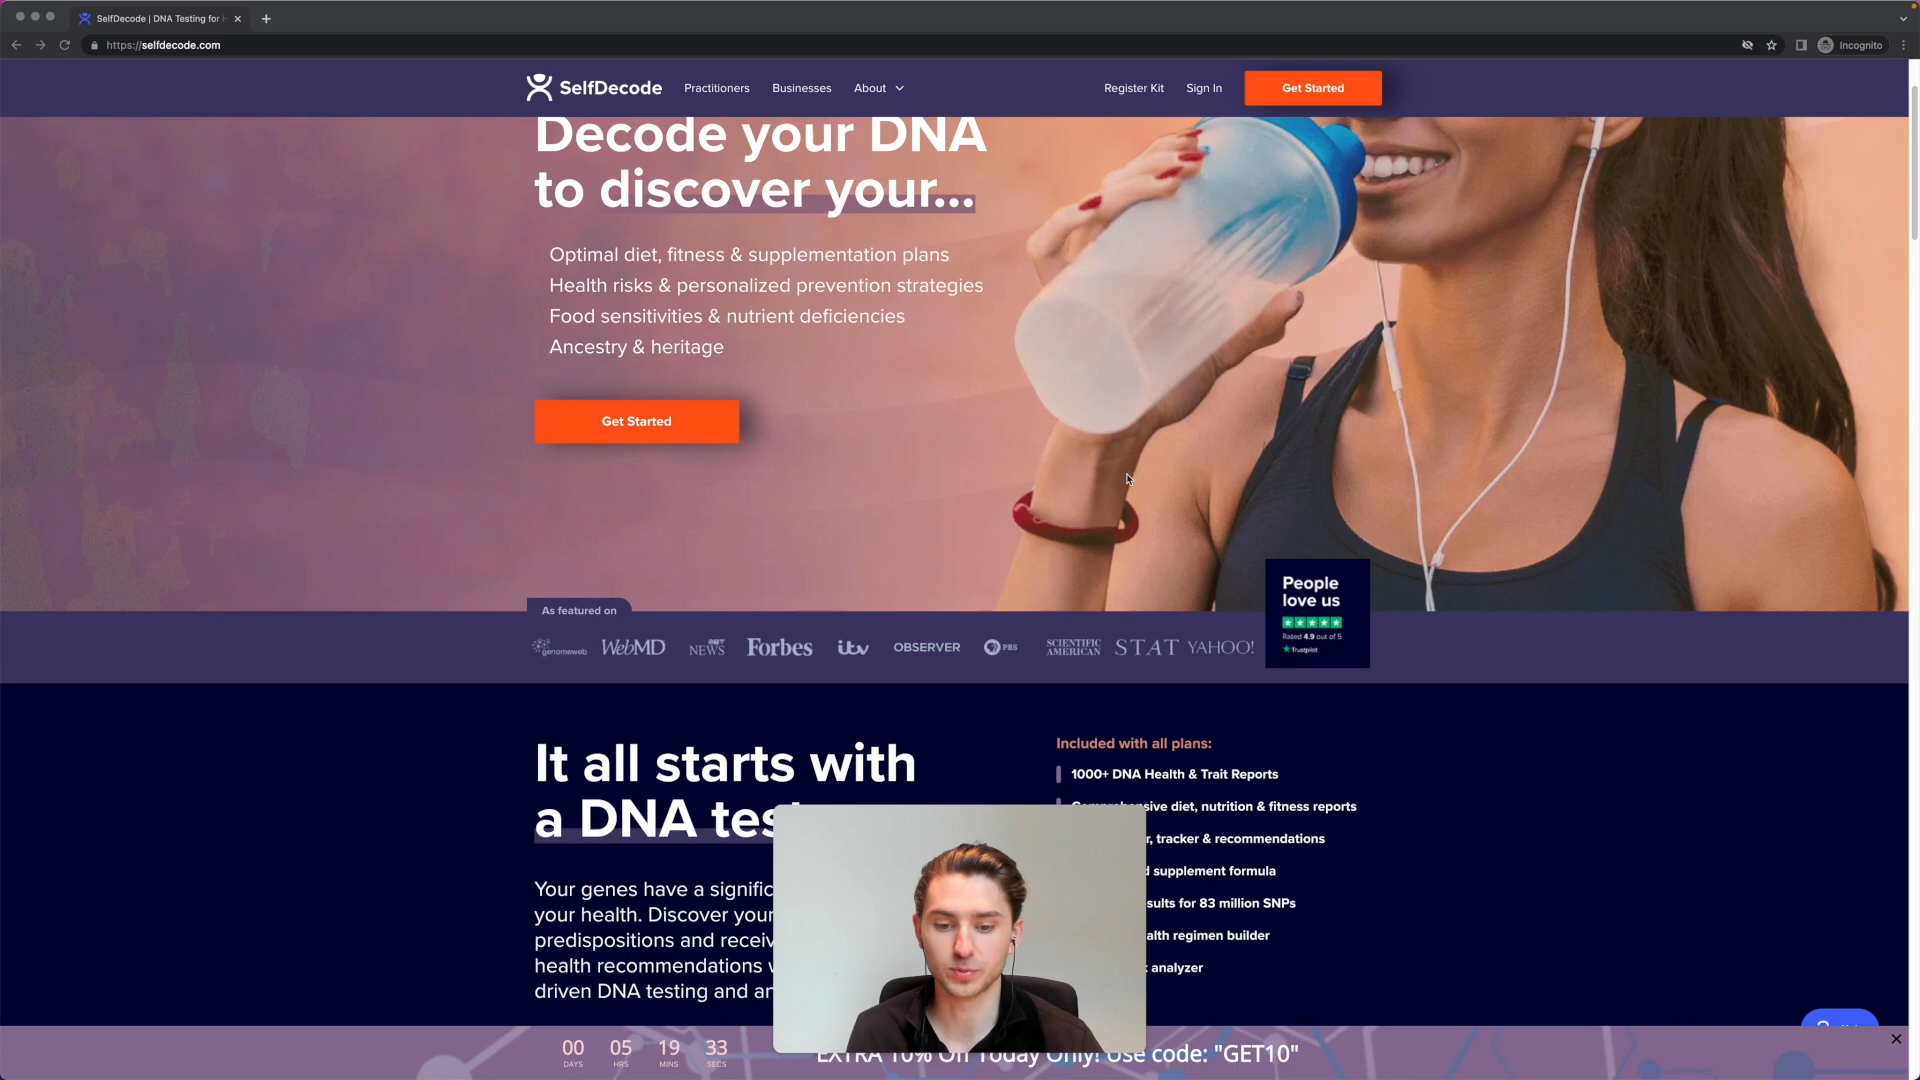 SelfDecode | DNA Testing for
https://selfdecode.com
Incognito
SelfDecode
Practitioners
Businesses
About
Register Kit
Sign In
Get Started
Decode your DNA
to discover your...
Optimal diet, fitness & supplementation plans
Health risks & personalized prevention strategies
Food sensitivities & nutrient deficiencies
Ancestry & heritage
Get Started
As featured on
genomeweb
WebMD
NEWS
Forbes
itv
OBSERVER
PBS
SCIENTIFIC
AMERICAN
STAT
YAHOO!
People
love us
Rated 4.9 out of 5
Trustpilot
It all starts with
a DNA tes
Your genes have a signific
your health. Discover your
predispositions and receiv
health recommendations
driven DNA testing and an
Included with all plans:
1000+ DNA Health & Trait Reports
Comprehensive diet, nutrition & fitness reports
r, tracker & recommendations
supplement formula
sults for 83 million SNPs
alth regimen builder
analyzer
00 05 19 33
DAYS HRS MINS SECS
EXTRA 10% Off Today Only! Use code: "GET10"